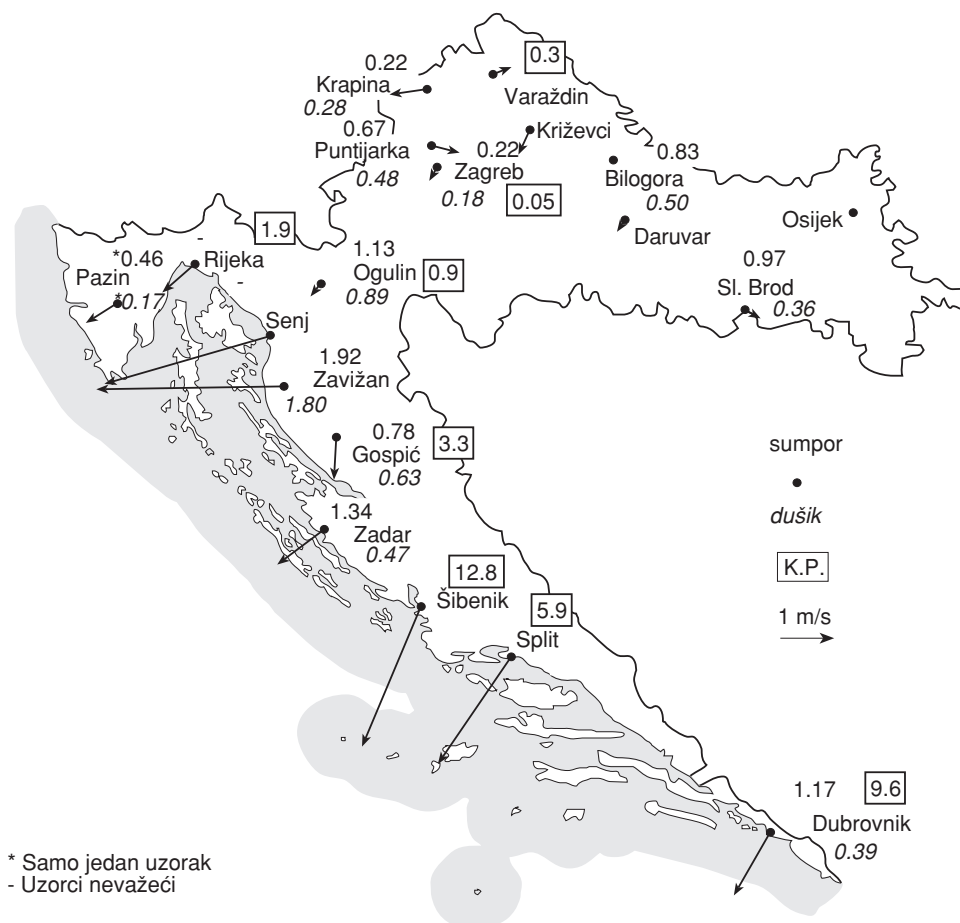 0.3
0.22
Krapina
0.28
Varaždin
0.67
Puntijarka
0.48
Križevci
0.22
Zagreb
0.18
0.05
0.83
Bilogora
0.50
Daruvar
Osijek
1.9
-
*0.46
Rijeka
Pazin
*0.17
-
1.13
Ogulin
0.89
0.9
0.97
Sl. Brod
0.36
Senj
1.92
Zavižan
1.80
0.78
Gospić
0.63
3.3
sumpor
dušik
K.P.
1 m/s
1.34
Zadar
0.47
12.8
Šibenik
5.9
Split
1.17
9.6
Dubrovnik
0.39
* Samo jedan uzorak
- Uzorci nevažeći